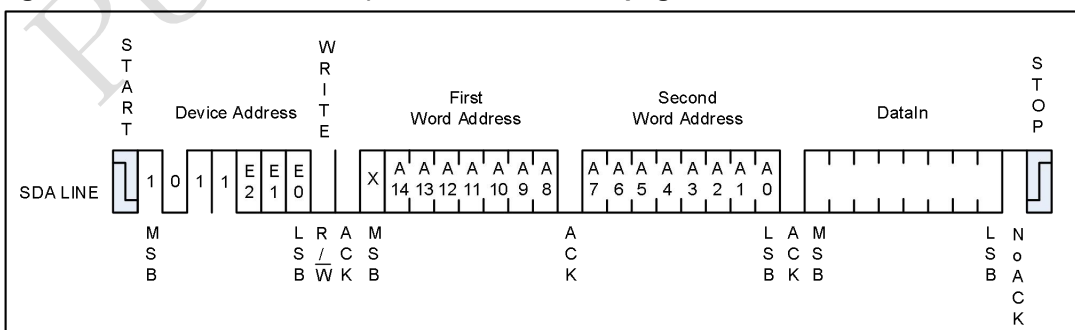 START
WRITE
STOP
Device Address
First
Word Address
Second
Word Address
DataIn
SDA LINE
1 0 1 1 E2 E1 E0 X A14 A13 A12 A11 A10 A9 A8 A7 A6 A5 A4 A3 A2 A1 A0
MSB
LSB
R/W̅
ACK
MSB
ACK
LSB
ACK
MSB
LSB
NoACK